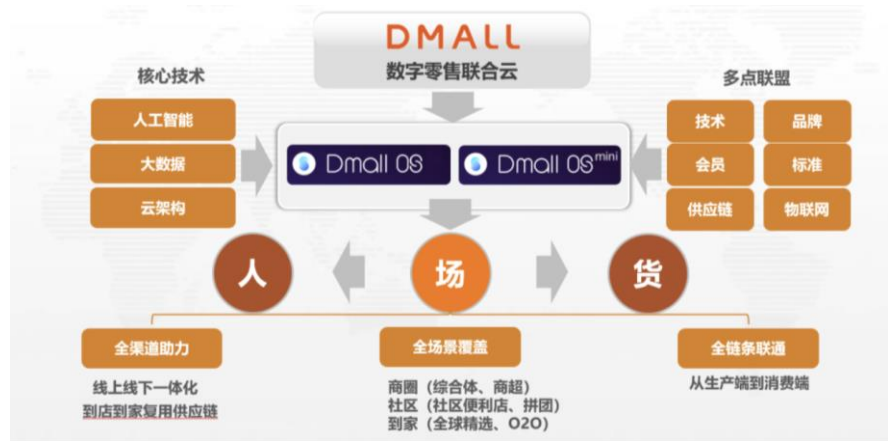 DMALL
数字零售联合云
核心技术
人工智能
大数据
云架构
Dmall OS
Dmall OS mini
多点联盟
技术
品牌
会员
标准
供应链
物联网
人
场
货
全渠道助力
线上线下一体化
到店到家复用供应链
全场景覆盖
商圈（综合体、商超）
社区（社区便利店、拼团）
到家（全球精选、O2O）
全链条联通
从生产端到消费端